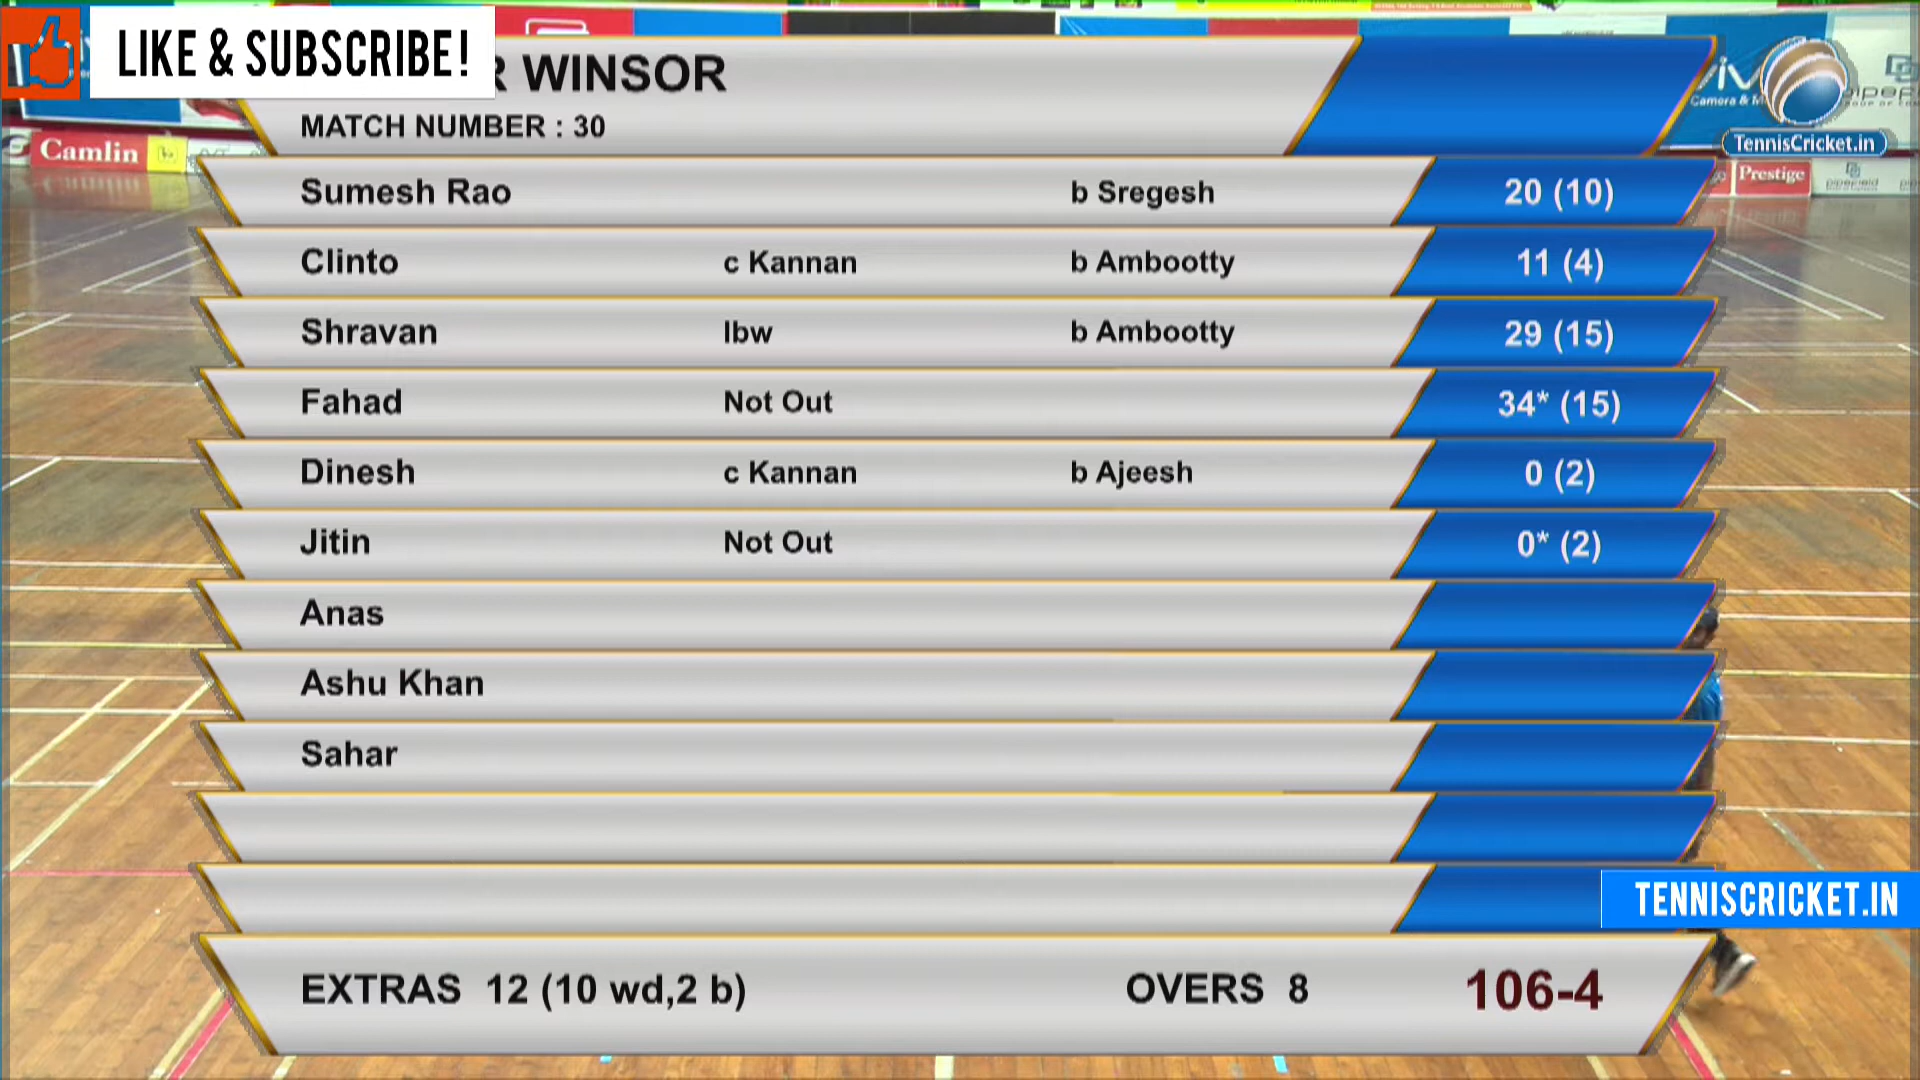 LIKE & SUBSCRIBE!
R WINSOR
MATCH NUMBER : 30
TennisCricket.in
Camlin
Prestige
Sumesh Rao b Sregesh 20 (10)
Clinto c Kannan b Ambootty 11 (4)
Shravan lbw b Ambootty 29 (15)
Fahad Not Out 34* (15)
Dinesh c Kannan b Ajeesh 0 (2)
Jitin Not Out 0* (2)
Anas
Ashu Khan
Sahar
TENNISCRICKET.IN
EXTRAS 12 (10 wd,2 b) OVERS 8 106-4